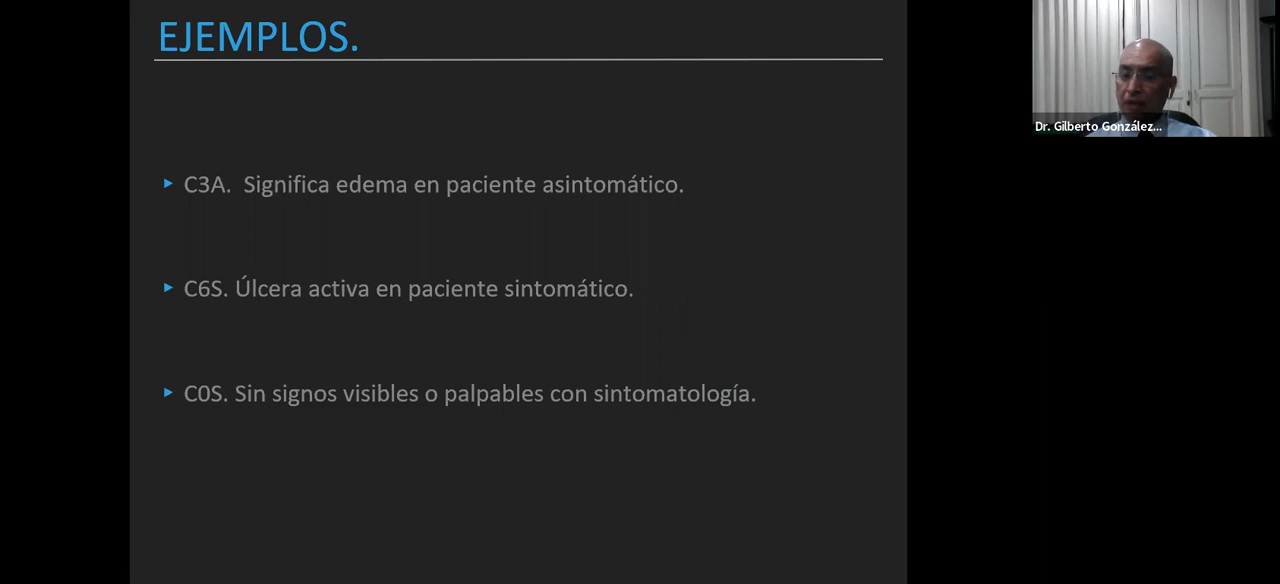 EJEMPLOS.
C3A. Significa edema en paciente asintomático.
C6S. Úlcera activa en paciente sintomático.
C0S. Sin signos visibles o palpables con sintomatología.
Dr. Gilberto González...